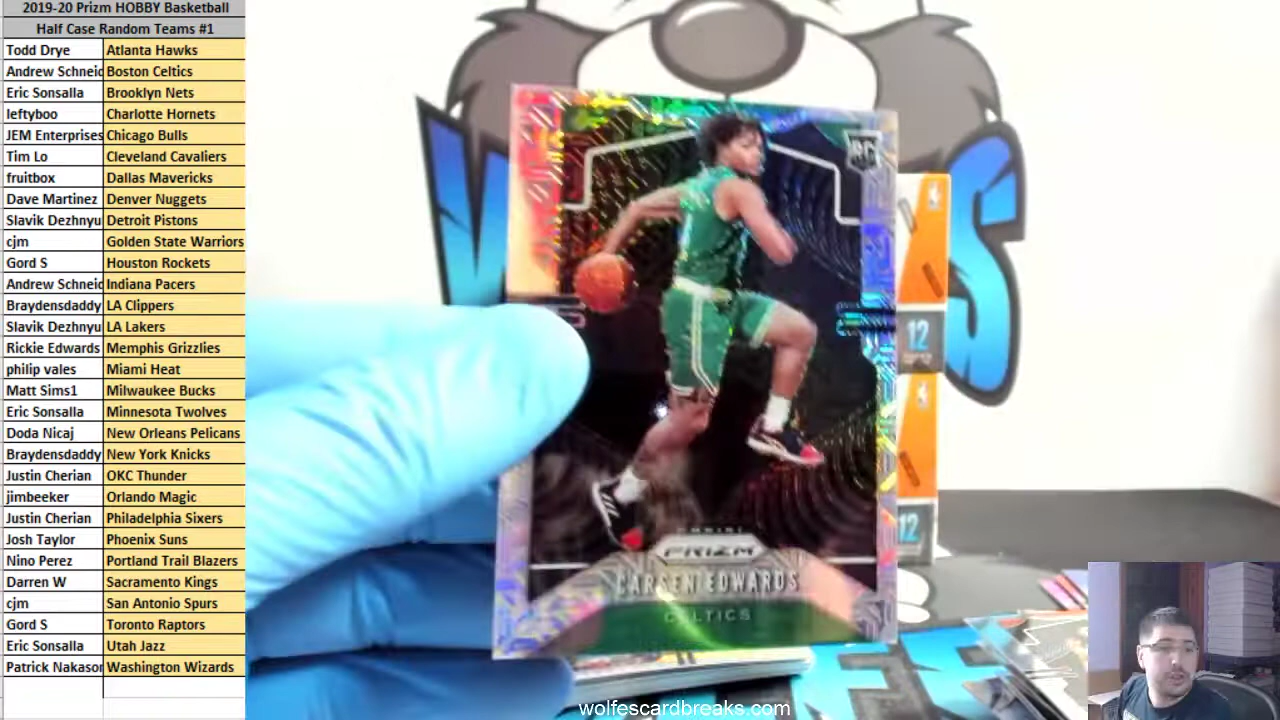 2019-20 Prizm HOBBY Basketball
Half Case Random Teams #1
Todd Drye Atlanta Hawks
Andrew Schneid Boston Celtics
Eric Sonsalla Brooklyn Nets
leftyboo Charlotte Hornets
JEM Enterprises Chicago Bulls
Tim Lo Cleveland Cavaliers
fruitbox Dallas Mavericks
Dave Martinez Denver Nuggets
Slavik Dezhnyu Detroit Pistons
cjm Golden State Warriors
Gord S Houston Rockets
Andrew Schneid Indiana Pacers
Braydensdaddy LA Clippers
Slavik Dezhnyu LA Lakers
Rickie Edwards Memphis Grizzlies
philip vales Miami Heat
Matt Sims1 Milwaukee Bucks
Eric Sonsalla Minnesota Twolves
Doda Nicaj New Orleans Pelicans
Braydensdaddy New York Knicks
Justin Cherian OKC Thunder
jimbeeker Orlando Magic
Justin Cherian Philadelphia Sixers
Josh Taylor Phoenix Suns
Nino Perez Portland Trail Blazers
Darren W Sacramento Kings
cjm San Antonio Spurs
Gord S Toronto Raptors
Eric Sonsalla Utah Jazz
Patrick Nakason Washington Wizards
RC
PANINI
PRIZM
CARSEN EDWARDS
CELTICS
12
12
wolfescardbreaks.com